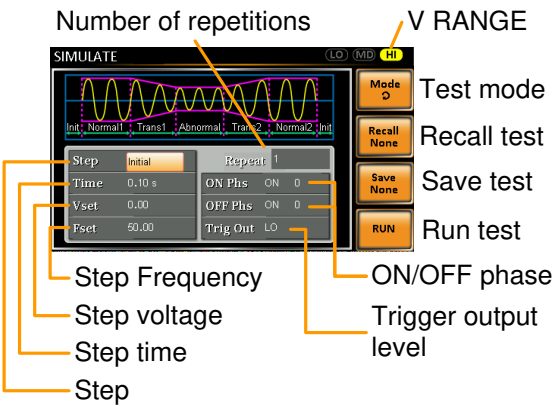 Number of repetitions
V RANGE
SIMULATE
LO MD HI
Mode
Test mode
Init Normal1 Trans1 Abnormal Trans2 Normal2 Init
Recall
None
Recall test
Step Initial Repeat 1
Time 0.10 s ON Phs ON 0
Save
None
Save test
Vset 0.00 OFF Phs ON 0
Fset 50.00 Trig Out LO
RUN
Run test
Step Frequency
ON/OFF phase
Step voltage
Trigger output
level
Step time
Step